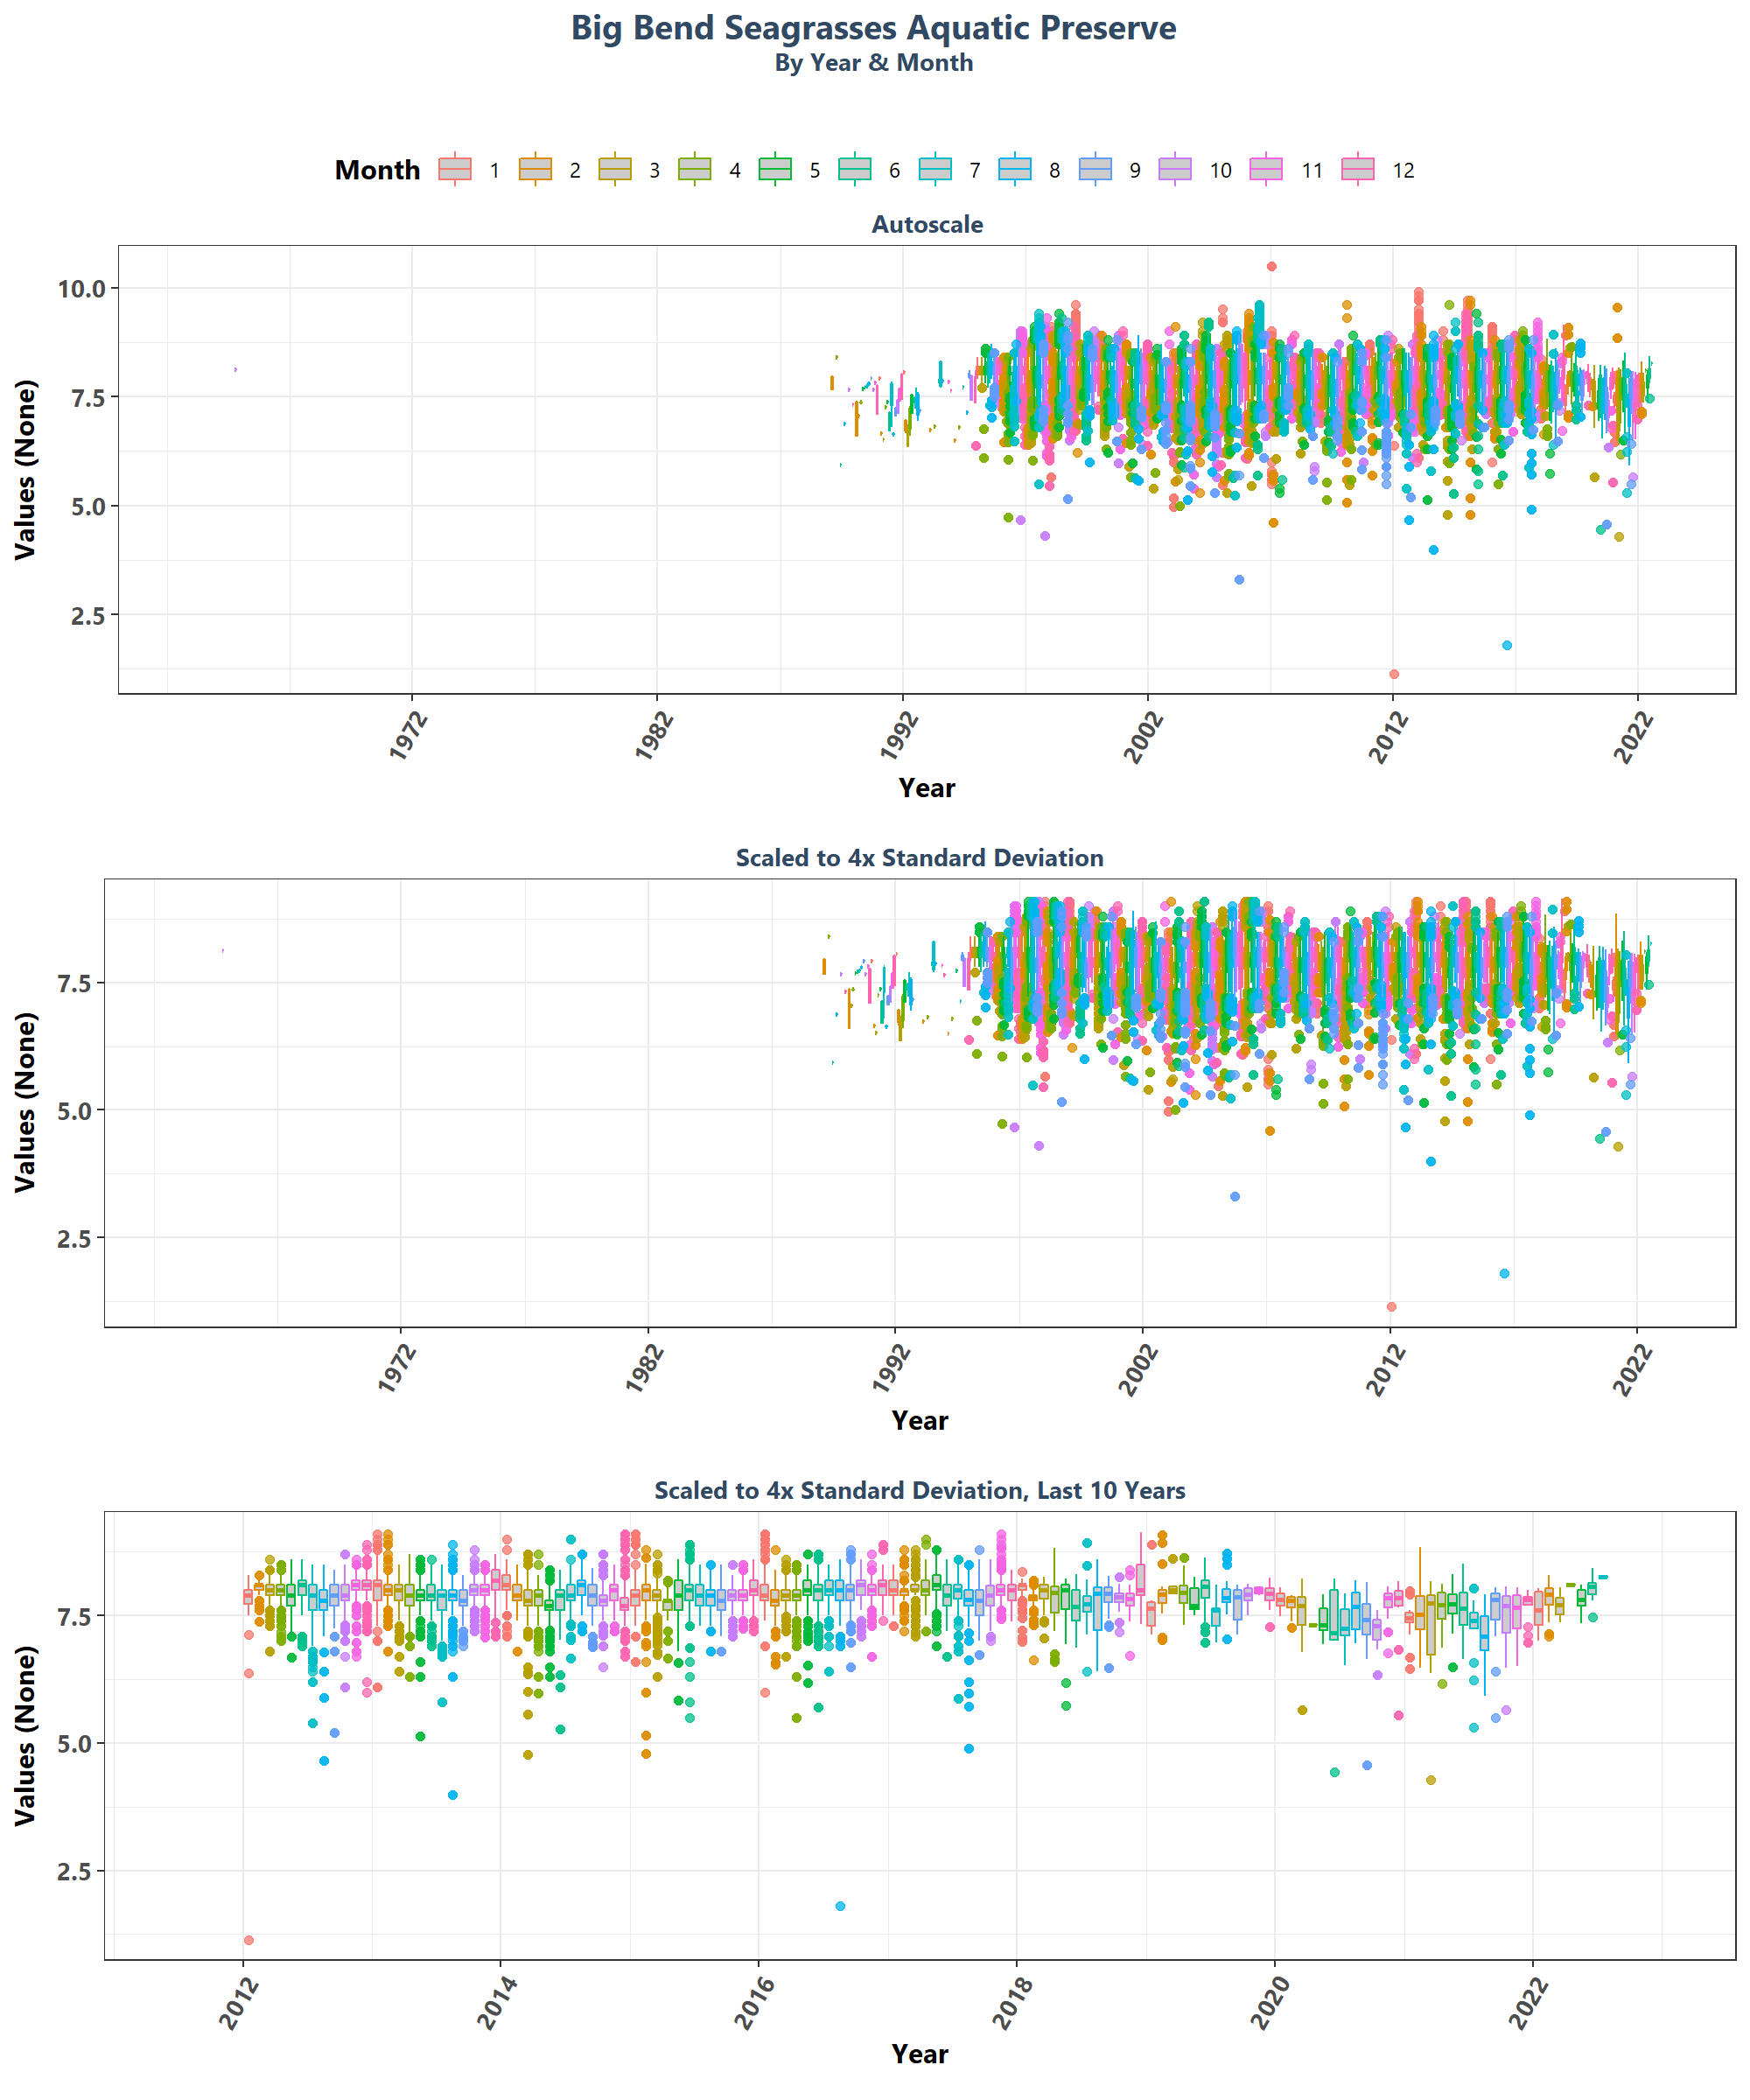 Big Bend Seagrasses Aquatic Preserve
By Year & Month
Month 1 2 3 4 5 6 7 8 9 10 11 12
Autoscale
Values (None)
10.0
7.5
5.0
2.5
1972 1982 1992 2002 2012 2022
Year
Scaled to 4x Standard Deviation
Values (None)
7.5
5.0
2.5
1972 1982 1992 2002 2012 2022
Year
Scaled to 4x Standard Deviation, Last 10 Years
Values (None)
7.5
5.0
2.5
2012 2014 2016 2018 2020 2022
Year